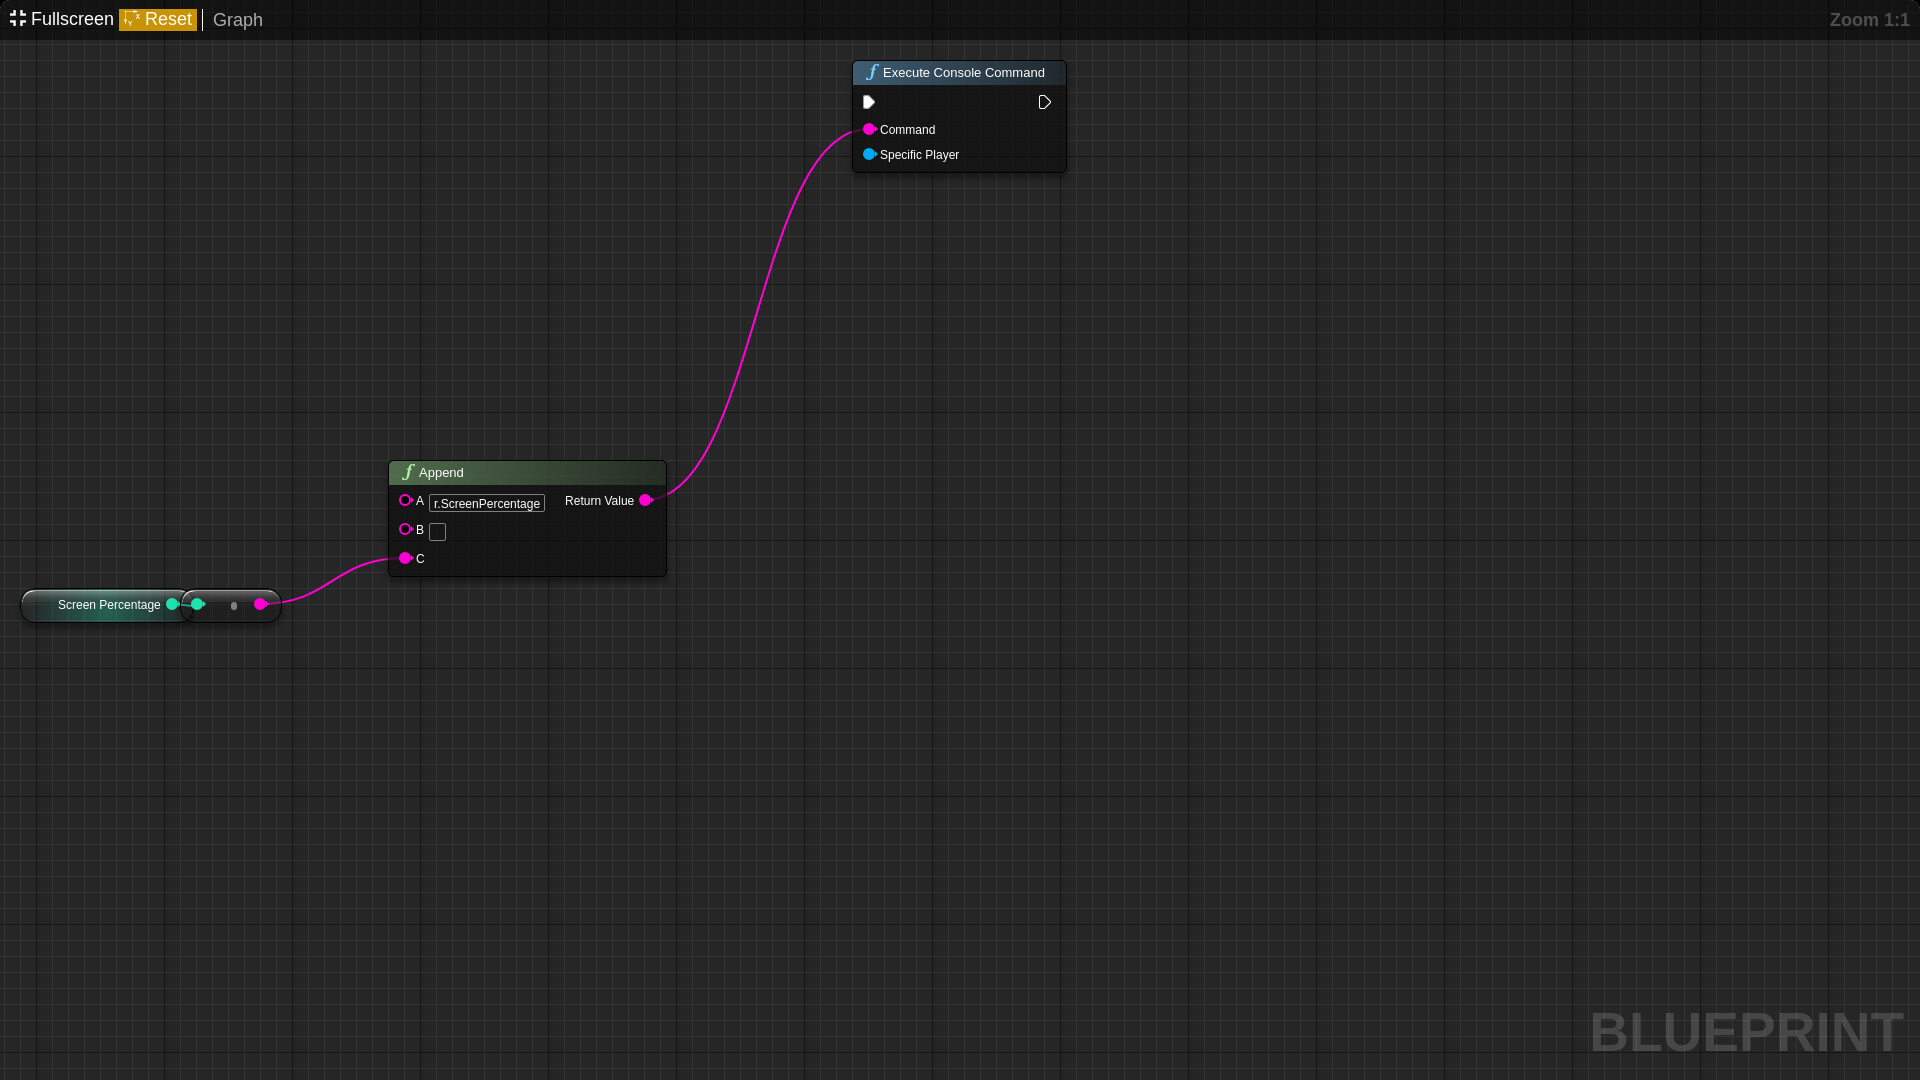 Fullscreen Reset Graph Zoom 1:1
Execute Console Command
Command
Specific Player
Append
A r.ScreenPercentage Return Value
B
C
Screen Percentage
BLUEPRINT